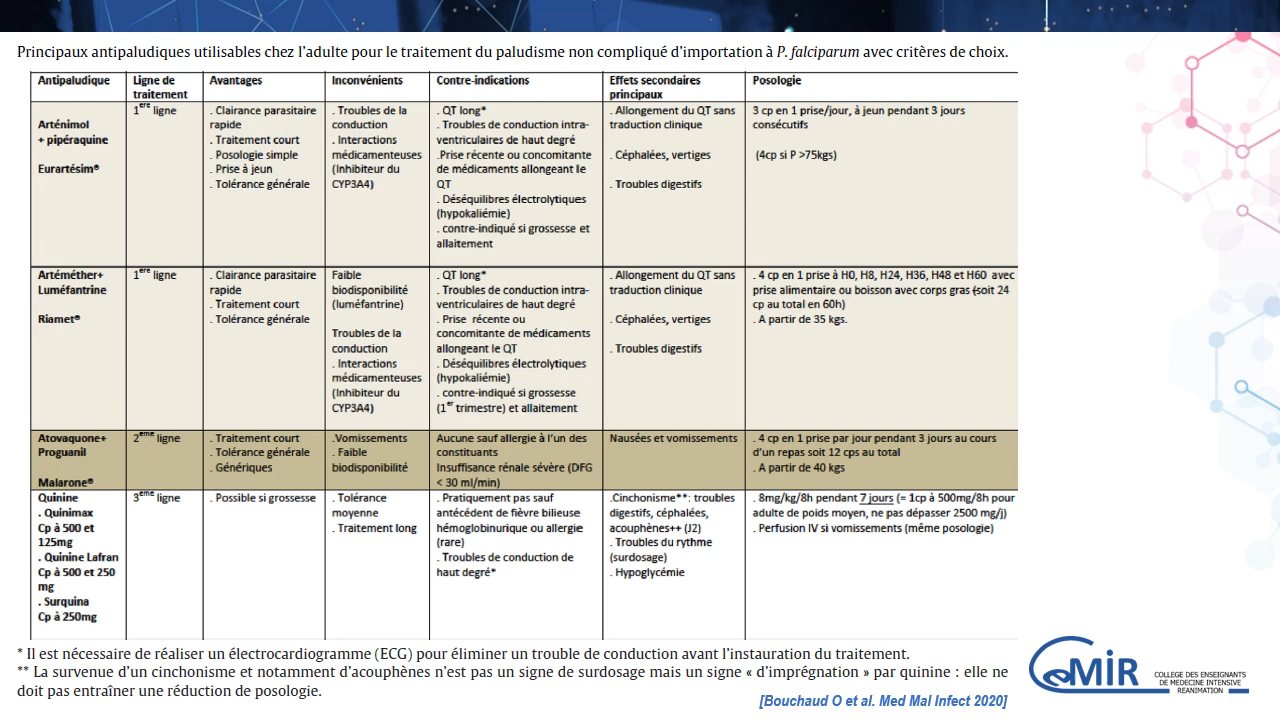 Principaux antipaludiques utilisables chez l'adulte pour le traitement du paludisme non compliqué d'importation à P. falciparum avec critères de choix.
Antipaludique
Ligne de
traitement
Avantages
Inconvénients
Contre-indications
Effets secondaires
principaux
Posologie
Arténimol
+ pipéraquine
Eurartésim®
1ere ligne
. Clairance parasitaire
rapide
. Traitement court
. Posologie simple
. Prise à jeun
. Tolérance générale
. Troubles de la
conduction
. Interactions
médicamenteuses
(Inhibiteur du
CYP3A4)
. QT long*
. Troubles de conduction intra-
ventriculaires de haut degré
.Prise récente ou concomitante
de médicaments allongeant le
QT
. Déséquilibres électrolytiques
(hypokaliémie)
. contre-indiqué si grossesse et
allaitement
. Allongement du QT sans
traduction clinique
. Céphalées, vertiges
. Troubles digestifs
3 cp en 1 prise/jour, à jeun pendant 3 jours
consécutifs
(4cp si P >75kgs)
Artéméther+
Luméfantrine
Riamet®
1ere ligne
. Clairance parasitaire
rapide
. Traitement court
. Tolérance générale
Faible
biodisponibilité
(luméfantrine)
Troubles de la
conduction
. Interactions
médicamenteuses
(Inhibiteur du
CYP3A4)
. QT long*
. Troubles de conduction intra-
ventriculaires de haut degré
. Prise récente ou
concomitante de médicaments
allongeant le QT
. Déséquilibres électrolytiques
(hypokaliémie)
. contre-indiqué si grossesse
(1er trimestre) et allaitement
. Allongement du QT sans
traduction clinique
. Céphalées, vertiges
. Troubles digestifs
. 4 cp en 1 prise à H0, H8, H24, H36, H48 et H60 avec
prise alimentaire ou boisson avec corps gras (soit 24
cp au total en 60h)
. A partir de 35 kgs.
Atovaquone+
Proguanil
Malarone®
2eme ligne
. Traitement court
. Tolérance générale
. Génériques
.Vomissements
. Faible
biodisponibilité
Aucune sauf allergie à l'un des
constituants
Insuffisance rénale sévère (DFG
< 30 ml/min)
Nausées et vomissements
. 4 cp en 1 prise par jour pendant 3 jours au cours
d'un repas soit 12 cps au total
. A partir de 40 kgs
Quinine
. Quinimax
Cp à 500 et
125mg
. Quinine Lafran
Cp à 500 et 250
mg
. Surquina
Cp à 250mg
3eme ligne
. Possible si grossesse
. Tolérance
moyenne
. Traitement long
. Pratiquement pas sauf
antécédent de fièvre bilieuse
hémoglobinurique ou allergie
(rare)
. Troubles de conduction de
haut degré*
.Cinchonisme**: troubles
digestifs, céphalées,
acouphènes++ (J2)
. Troubles du rythme
(surdosage)
. Hypoglycémie
. 8mg/kg/8h pendant 7 jours (= 1cp à 500mg/8h pour
adulte de poids moyen, ne pas dépasser 2500 mg/j)
. Perfusion IV si vomissements (même posologie)
* Il est nécessaire de réaliser un électrocardiogramme (ECG) pour éliminer un trouble de conduction avant l'instauration du traitement.
** La survenue d'un cinchonisme et notamment d'acouphènes n'est pas un signe de surdosage mais un signe « d'imprégnation » par quinine : elle ne
doit pas entraîner une réduction de posologie.
[Bouchaud O et al. Med Mal Infect 2020]
CeMIR
COLLEGE DES ENSEIGNANTS
DE MEDECINE INTENSIVE
REANIMATION